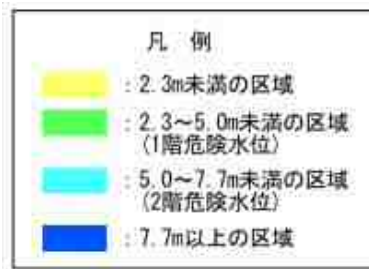 凡 例
:2.3m未満の区域
:2.3～5.0m未満の区域
(1階危険水位)
:5.0～7.7m未満の区域
(2階危険水位)
:7.7m以上の区域